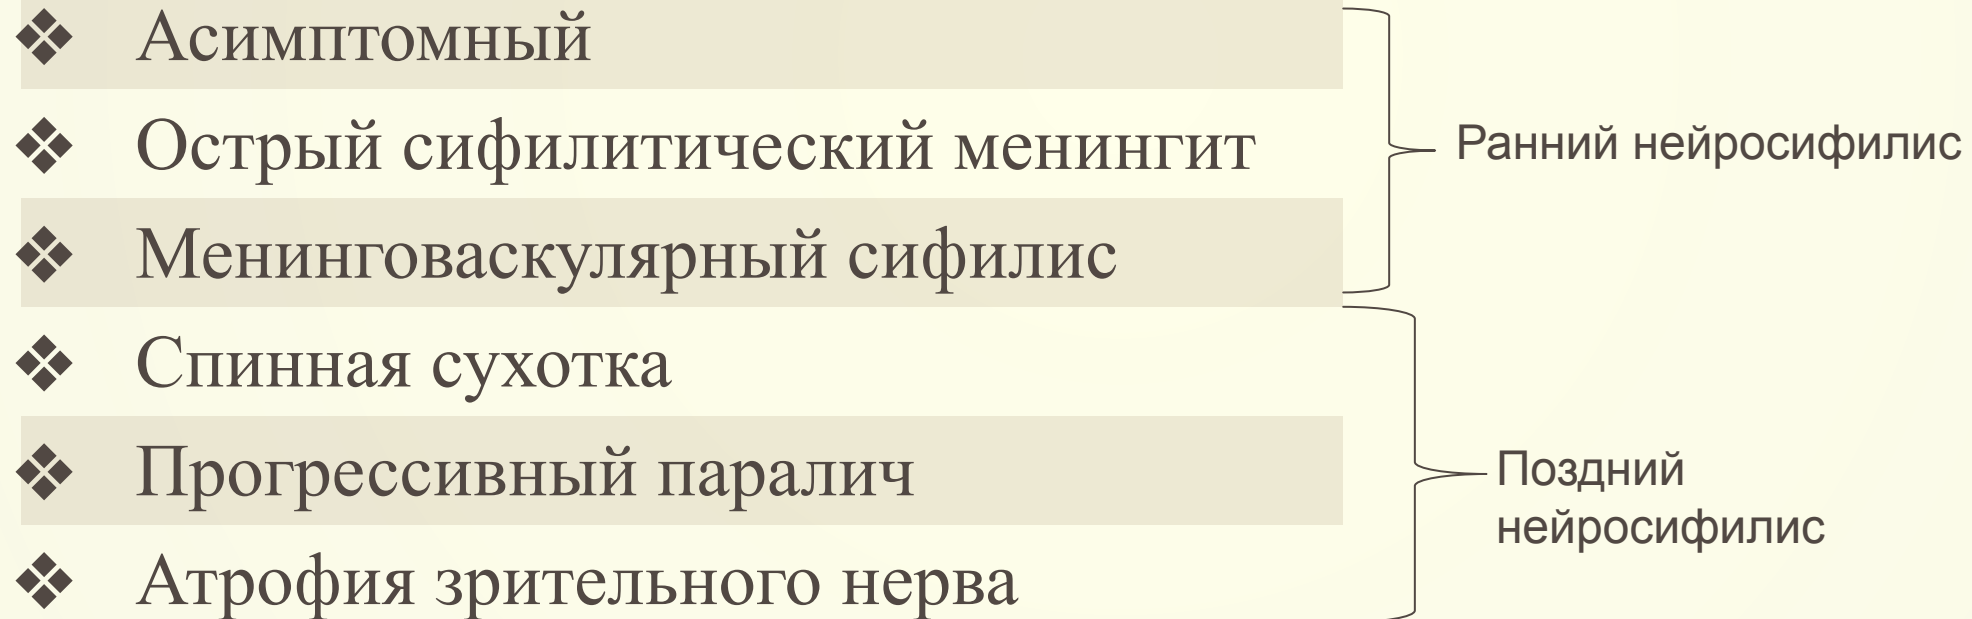 ❖ Асимптомный
❖ Острый сифилитический менингит
❖ Менинговаскулярный сифилис
Ранний нейросифилис
❖ Спинная сухотка
❖ Прогрессивный паралич
❖ Атрофия зрительного нерва
Поздний
нейросифилис